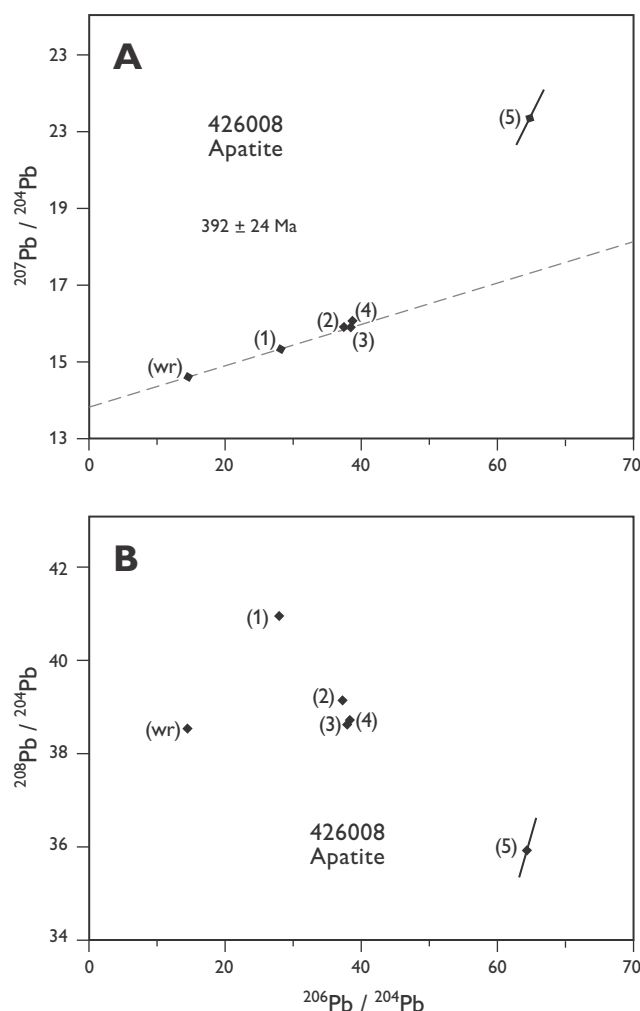 A
23
23
19
17
15
13
426008
Apatite
392 ± 24 Ma
(5)
(4)
(2)
(3)
(1)
(wr)
²⁰⁷Pb / ²⁰⁴Pb
0 20 40 60 70
B
42
40
38
36
34
(1)
(2)
(3) (4)
(wr)
(5)
426008
Apatite
²⁰⁸Pb / ²⁰⁴Pb
0 20 40 60 70
²⁰⁶Pb / ²⁰⁴Pb